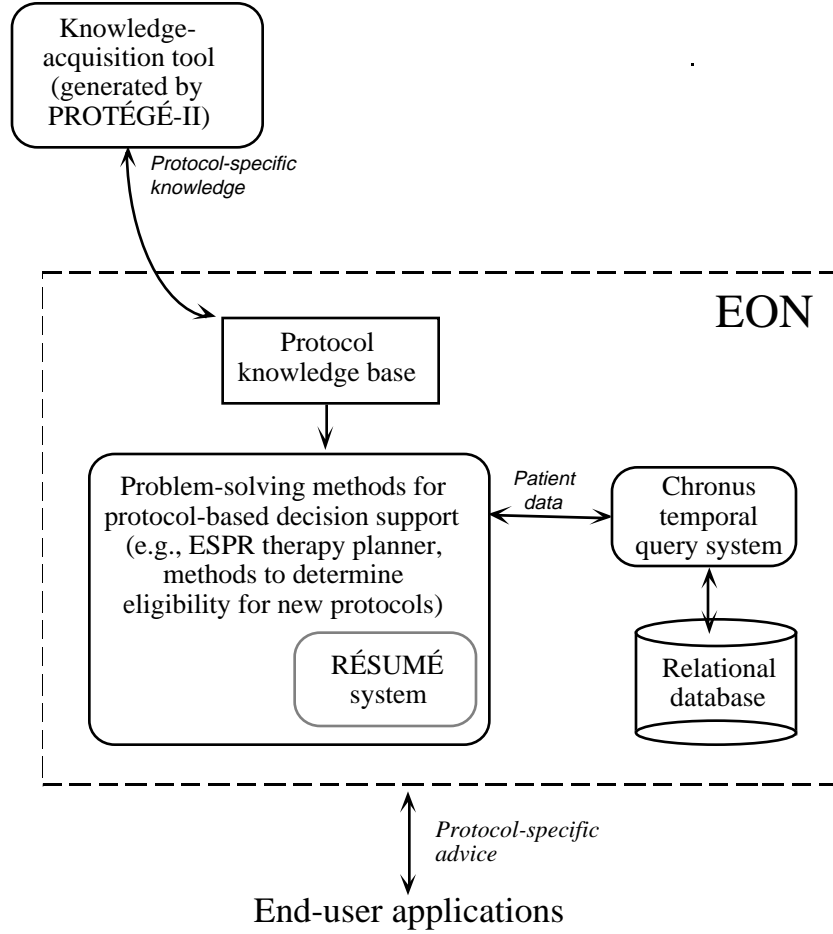 Knowledge-
acquisition tool
(generated by
PROTÉGÉ-II)
Protocol-specific
knowledge
EON
Protocol
knowledge base
Problem-solving methods for
protocol-based decision support
(e.g., ESPR therapy planner,
methods to determine
eligibility for new protocols)
RÉSUMÉ
system
Patient
data
Chronus
temporal
query system
Relational
database
Protocol-specific
advice
End-user applications